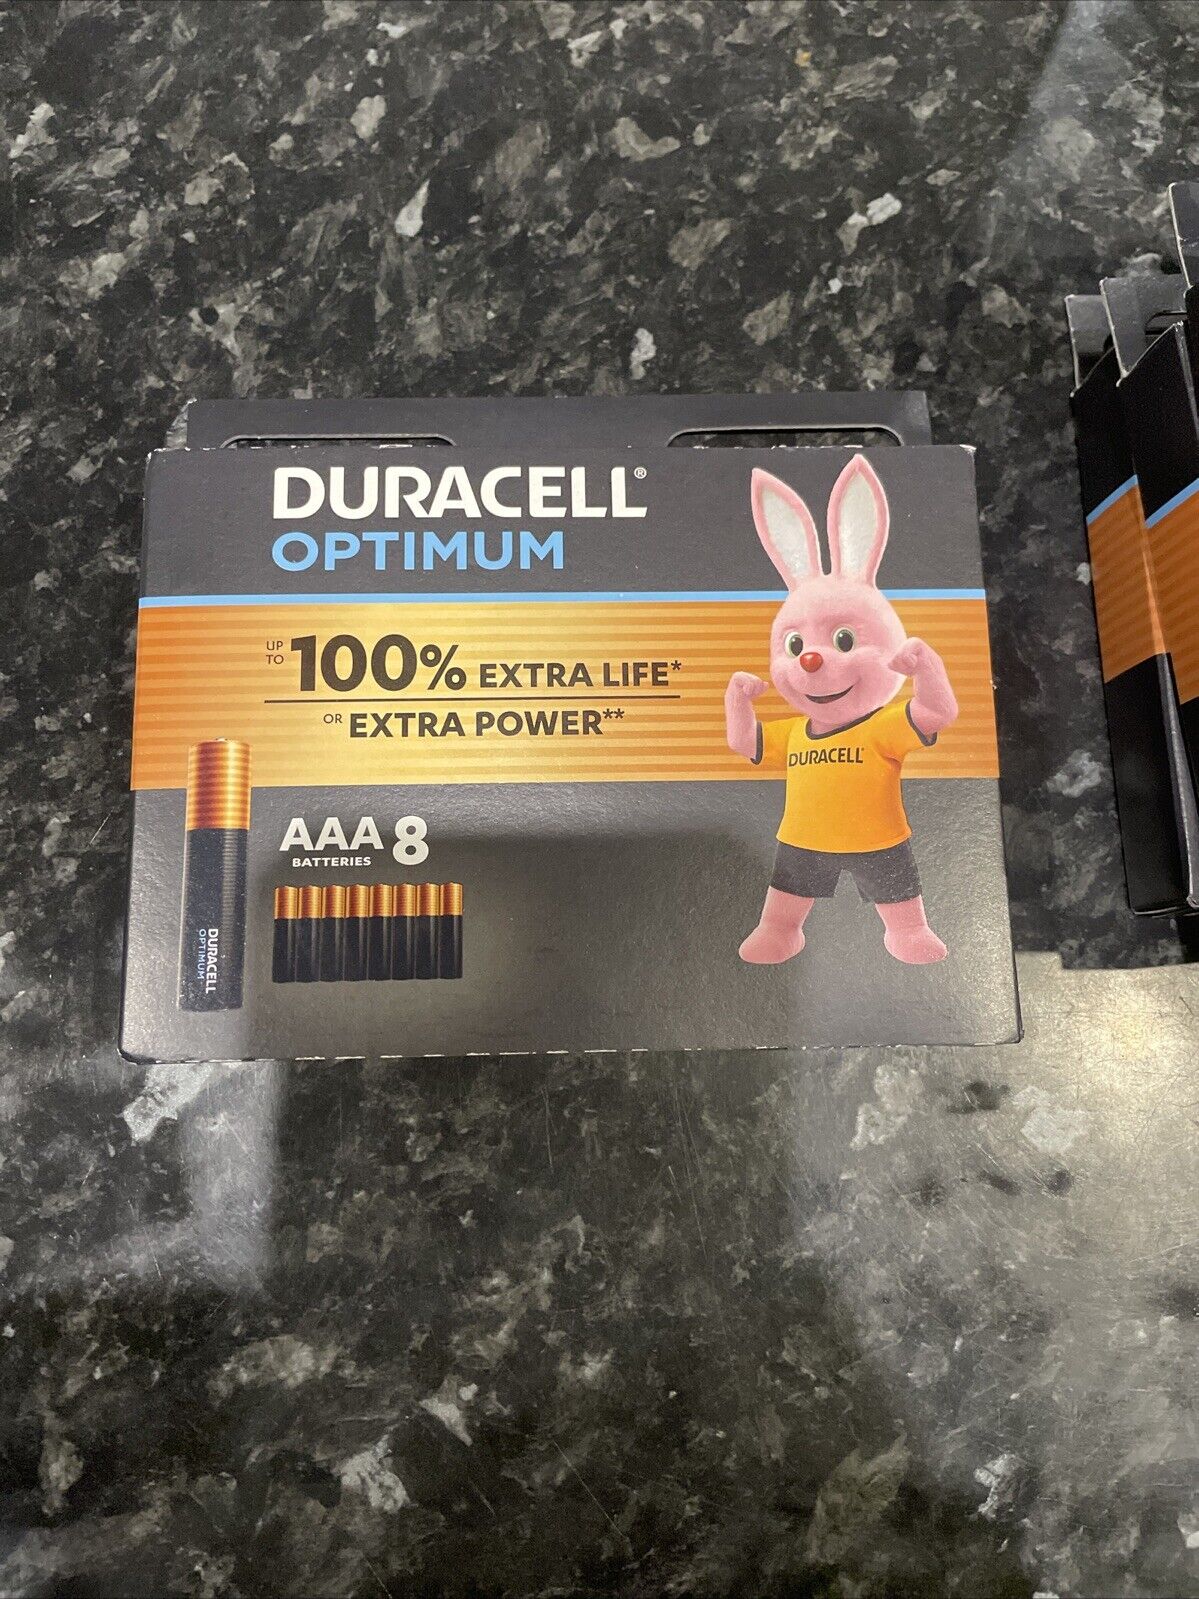 DURACELL®
OPTIMUM
UP TO 100% EXTRA LIFE*
OR EXTRA POWER**
DURACELL
AAA 8
BATTERIES
DURACELL
OPTIMUM